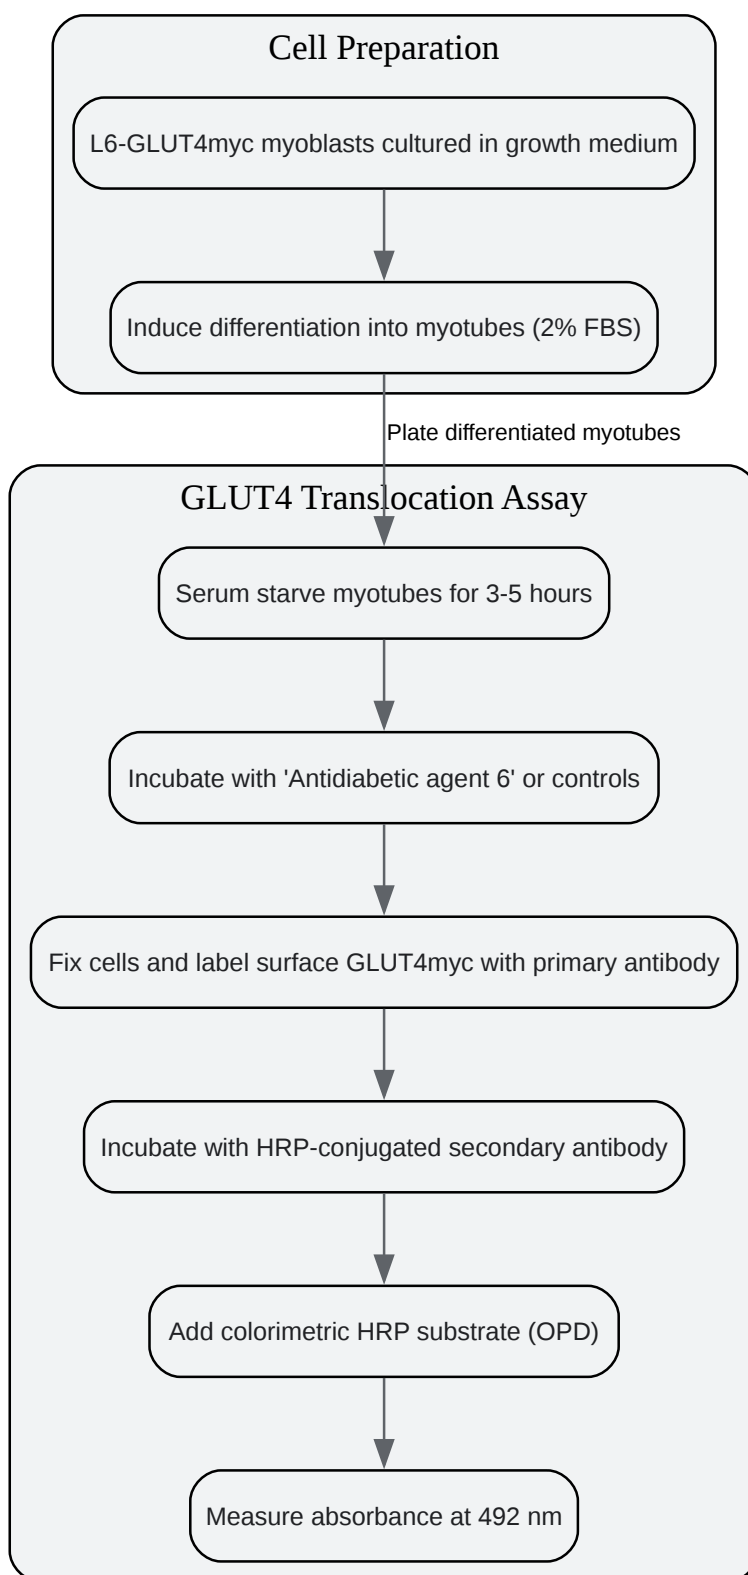 Cell Preparation
L6-GLUT4myc myoblasts cultured in growth medium
Induce differentiation into myotubes (2% FBS)
Plate differentiated myotubes
GLUT4 Translocation Assay
Serum starve myotubes for 3-5 hours
Incubate with 'Antidiabetic agent 6' or controls
Fix cells and label surface GLUT4myc with primary antibody
Incubate with HRP-conjugated secondary antibody
Add colorimetric HRP substrate (OPD)
Measure absorbance at 492 nm